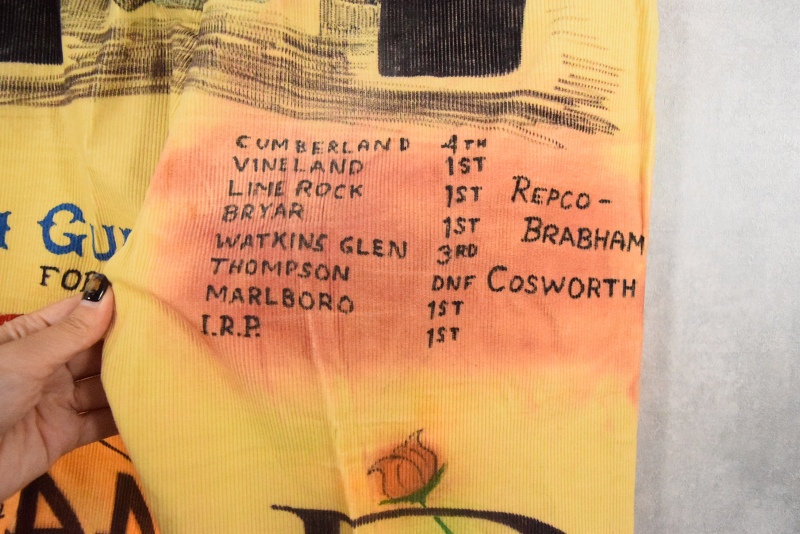 CUMBERLAND 4TH
VINELAND 1ST
LIME ROCK 1ST
BRYAR 1ST
WATKINS GLEN 3RD
THOMPSON DNF
MARLBORO 1ST
I.R.P. 1ST
REPCO-
BRABHAM
COSWORTH